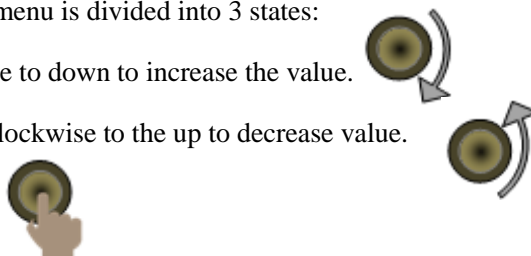 menu is divided into 3 states:
e to down to increase the value.
lockwise to the up to decrease value.